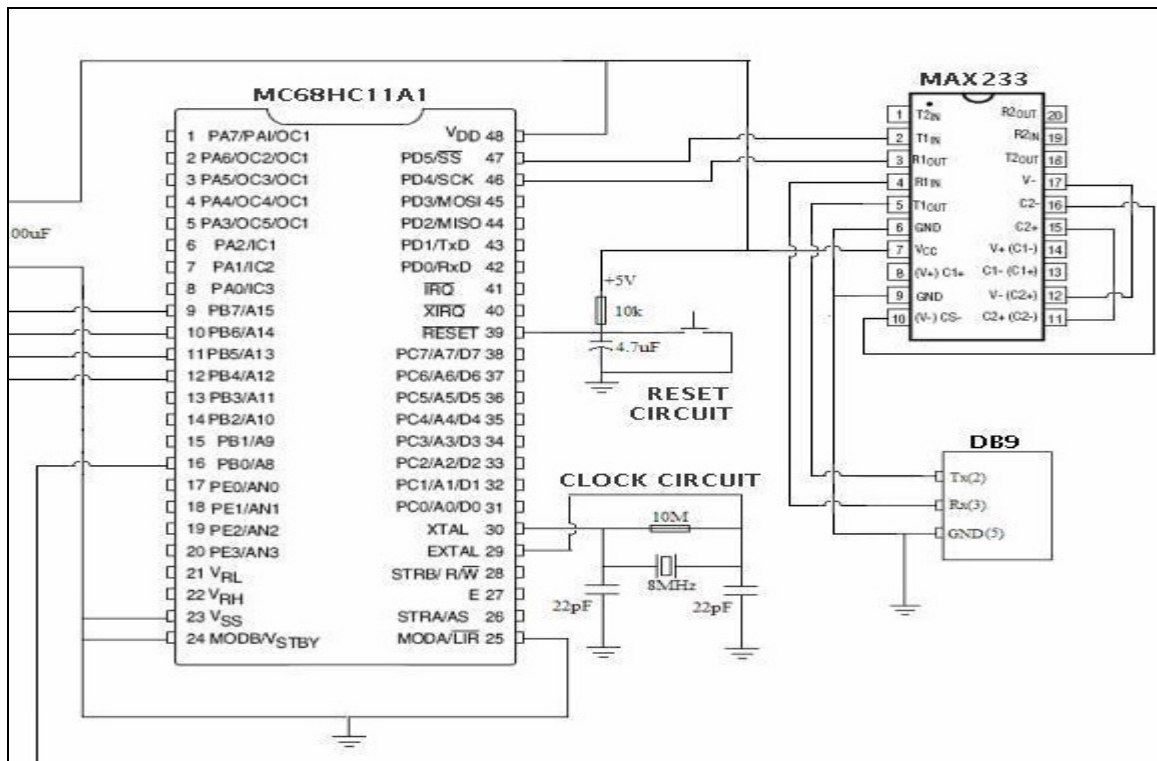 MC68HC11A1
1 PA7/PAI/OC1
2 PA6/OC2/OC1
3 PA5/OC3/OC1
4 PA4/OC4/OC1
5 PA3/OC5/OC1
6 PA2/IC1
7 PA1/IC2
8 PA0/IC3
9 PB7/A15
10 PB6/A14
11 PB5/A13
12 PB4/A12
13 PB3/A11
14 PB2/A10
15 PB1/A9
16 PB0/A8
17 PE0/AN0
18 PE1/AN1
19 PE2/AN2
20 PE3/AN3
21 VRL
22 VRH
23 VSS
24 MODB/VSTBY
VDD 48
PD5/SS 47
PD4/SCK 46
PD3/MOSI 45
PD2/MISO 44
PD1/TxD 43
PD0/RxD 42
IRQ 41
XIRQ 40
RESET 39
PC7/A7/D7 38
PC6/A6/D6 37
PC5/A5/D5 36
PC4/A4/D4 35
PC3/A3/D3 34
PC2/A2/D2 33
PC1/A1/D1 32
PC0/A0/D0 31
XTAL 30
EXTAL 29
STRB/ R/W 28
E 27
STRA/AS 26
MODA/LIR 25
00uF
+5V
10k
4.7uF
RESET
CIRCUIT
CLOCK CIRCUIT
10M
8MHz
22pF
22pF
MAX233
1 T2IN
2 T1IN
3 R1OUT
4 R1IN
5 T1OUT
6 GND
7 VCC
8 (V+) C1+
9 GND
10 (V-) CS-
R2OUT 20
R2IN 19
T2OUT 18
V- 17
C2- 16
C2+ 15
V+ (C1-) 14
C1- (C1+) 13
V- (C2+) 12
C2+ (C2-) 11
DB9
Tx(2)
Rx(3)
GND(5)